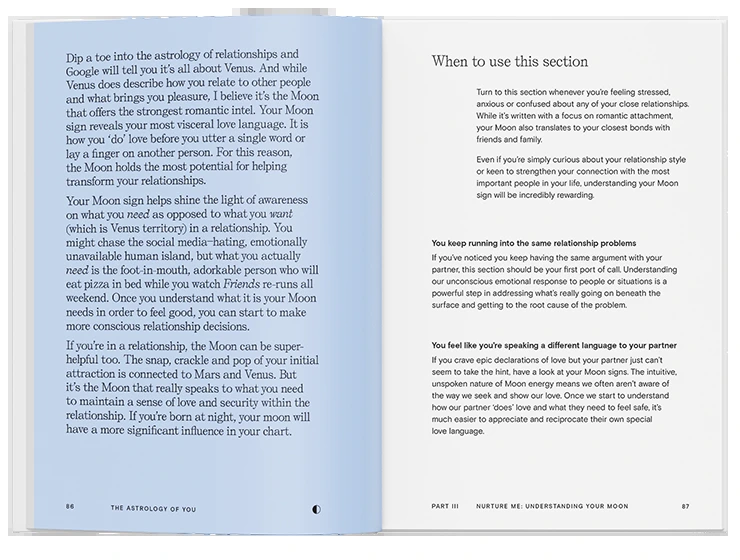 Dip a toe into the astrology of relationships and
Google will tell you it's all about Venus. And while
Venus does describe how you relate to other people
and what brings you pleasure, I believe it's the Moon
that offers the strongest romantic intel. Your Moon
sign reveals your most visceral love language. It is
how you ‘do’ love before you utter a single word or
lay a finger on another person. For this reason,
the Moon holds the most potential for helping
transform your relationships.
Your Moon sign helps shine the light of awareness
on what you need as opposed to what you want
(which is Venus territory) in a relationship. You
might chase the social media–hating, emotionally
unavailable human island, but what you actually
need is the foot-in-mouth, adorkable person who will
eat pizza in bed while you watch Friends re-runs all
weekend. Once you understand what it is your Moon
needs in order to feel good, you can start to make
more conscious relationship decisions.
If you're in a relationship, the Moon can be super-
helpful too. The snap, crackle and pop of your initial
attraction is connected to Mars and Venus. But
it's the Moon that really speaks to what you need
to maintain a sense of love and security within the
relationship. If you're born at night, your moon will
have a more significant influence in your chart.
86 THE ASTROLOGY OF YOU
When to use this section
Turn to this section whenever you're feeling stressed,
anxious or confused about any of your close relationships.
While it's written with a focus on romantic attachment,
your Moon also translates to your closest bonds with
friends and family.
Even if you're simply curious about your relationship style
or keen to strengthen your connection with the most
important people in your life, understanding your Moon
sign will be incredibly rewarding.
You keep running into the same relationship problems
If you've noticed you keep having the same argument with your
partner, this section should be your first port of call. Understanding
our unconscious emotional response to people or situations is a
powerful step in addressing what's really going on beneath the
surface and getting to the root cause of the problem.
You feel like you're speaking a different language to your partner
If you crave epic declarations of love but your partner just can't
seem to take the hint, have a look at your Moon signs. The intuitive,
unspoken nature of Moon energy means we often aren't aware of
the way we seek and show our love. Once we start to understand
how our partner ‘does’ love and what they need to feel safe, it's
much easier to appreciate and reciprocate their own special
love language.
PART III NURTURE ME: UNDERSTANDING YOUR MOON 87